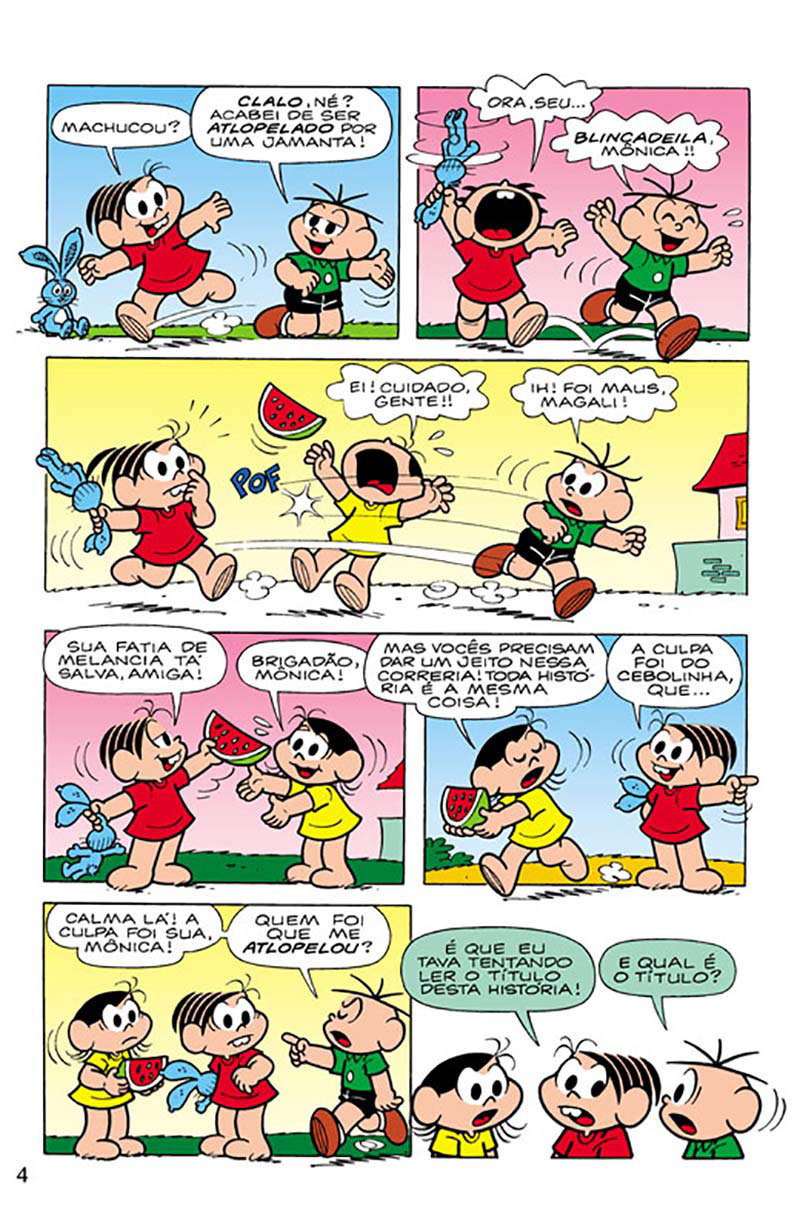 MACHUCOU?
CLALO, NÉ?
ACABEI DE SER
ATLOPELADO POR
UMA JAMANTA!
ORA, SEU...
BLINÇADEILA,
MÔNICA!!
POF
EI! CUIDADO,
GENTE!!
IH! FOI MAUS,
MAGALI!
SUA FATIA DE
MELANCIA TÁ
SALVA, AMIGA!
BRIGADÃO,
MÔNICA!
MAS VOCÊS PRECISAM
DAR UM JEITO NESSA
CORRERIA! TODA HISTÓ-
RIA É A MESMA
COISA!
A CULPA
FOI DO
CEBOLINHA,
QUE...
CALMA LÁ! A
CULPA FOI SUA,
MÔNICA!
QUEM FOI
QUE ME
ATLOPELOU?
É QUE EU
TAVA TENTANDO
LER O TÍTULO
DESTA HISTÓRIA!
E QUAL É
O TÍTULO?
4